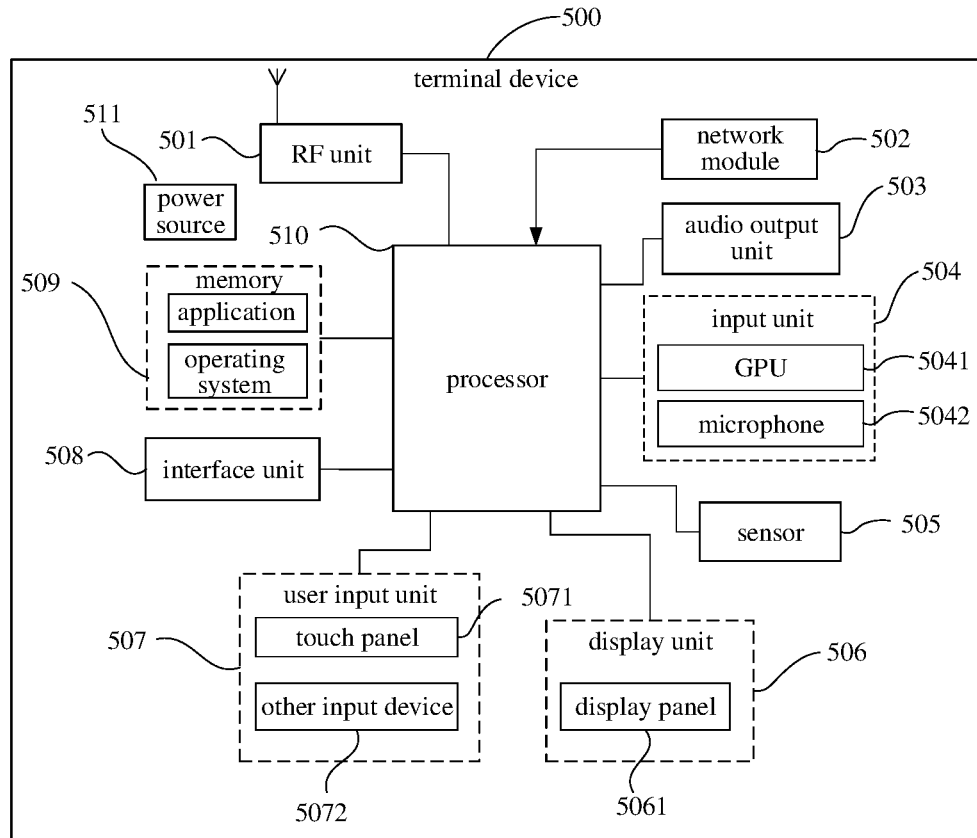 500
terminal device
511
501
RF unit
network
module
502
power
source
503
audio output
unit
510
509
memory
application
operating
system
processor
504
input unit
GPU
5041
microphone
5042
508
interface unit
sensor
505
user input unit
5071
touch panel
507
other input device
5072
display unit
506
display panel
5061